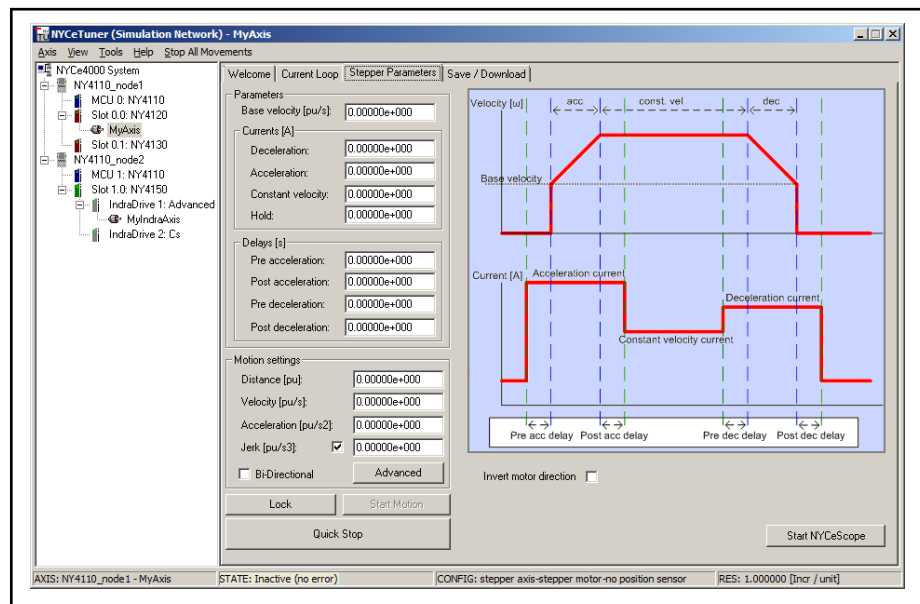 NYCeTuner (Simulation Network) - MyAxis
Axis View Tools Help Stop All Movements
NYCe4000 System
NY4110_node1
MCU 0: NY4110
Slot 0.0: NY4120
MyAxis
Slot 0.1: NY4130
NY4110_node2
MCU 1: NY4110
Slot 1.0: NY4150
IndraDrive 1: Advanced
MyIndraAxis
IndraDrive 2: Cs
Welcome Current Loop Stepper Parameters Save / Download
Parameters
Base velocity [pu/s]: 0.00000e+000
Currents [A]
Deceleration: 0.00000e+000
Acceleration: 0.00000e+000
Constant velocity: 0.00000e+000
Hold: 0.00000e+000
Delays [s]
Pre acceleration: 0.00000e+000
Post acceleration: 0.00000e+000
Pre deceleration: 0.00000e+000
Post deceleration: 0.00000e+000
Motion settings
Distance [pu]: 0.00000e+000
Velocity [pu/s]: 0.00000e+000
Acceleration [pu/s2]: 0.00000e+000
Jerk [pu/s3]: 0.00000e+000
Bi-Directional Advanced
Lock Start Motion
Quick Stop
Velocity [ω] acc const. vel dec
Base velocity
Current [A] Acceleration current
Deceleration current
Constant velocity current
Pre acc delay Post acc delay Pre dec delay Post dec delay
Invert motor direction
Start NYCeScope
AXIS: NY4110_node1 - MyAxis STATE: Inactive (no error) CONFIG: stepper axis-stepper motor-no position sensor RES: 1.000000 [Incr / unit]